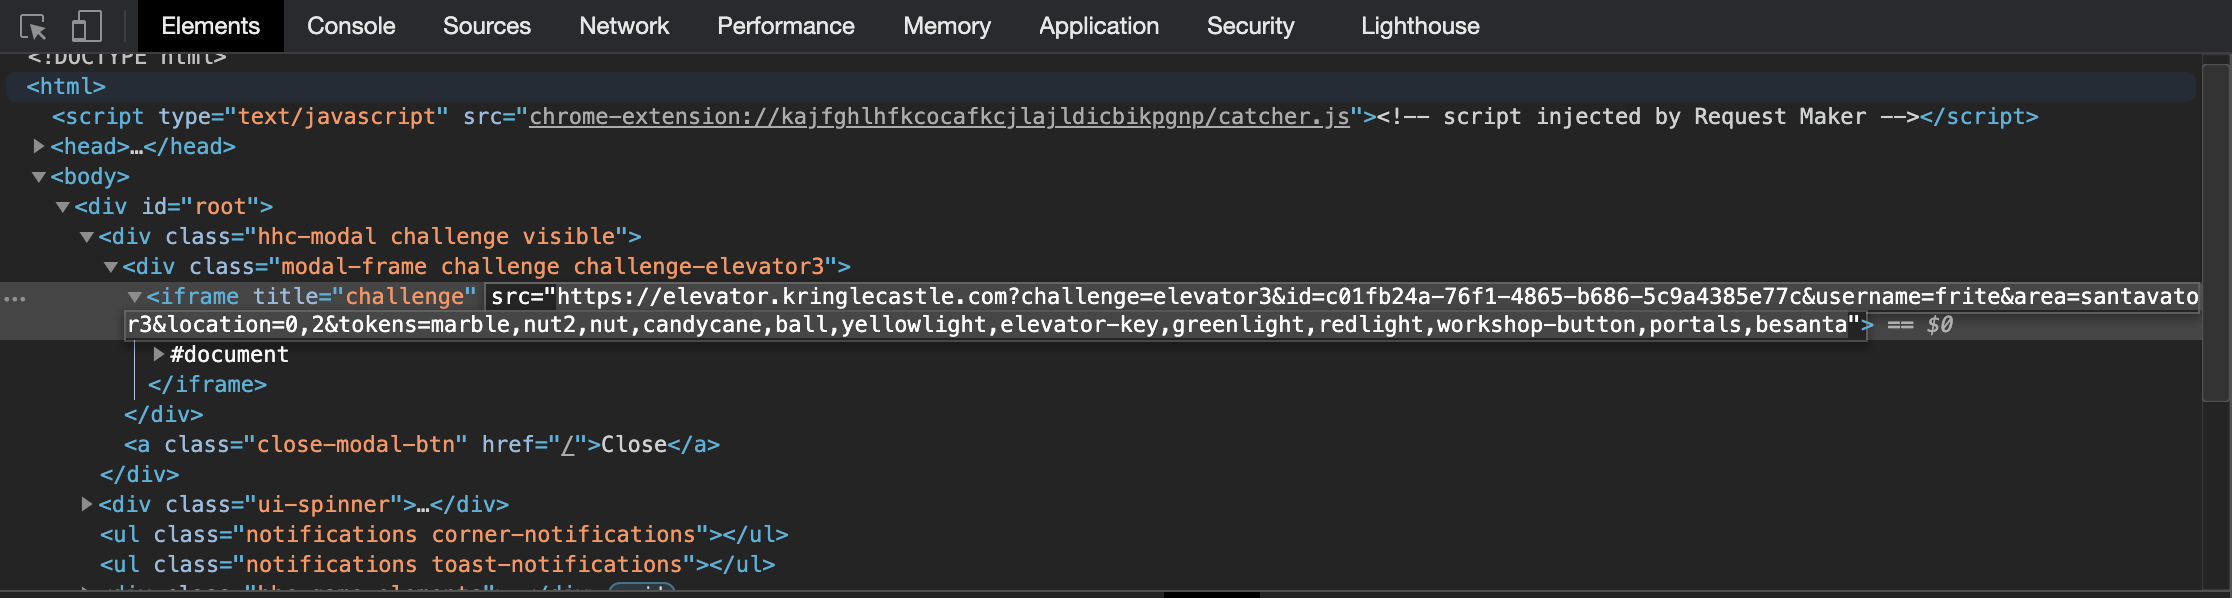 Elements Console Sources Network Performance Memory Application Security Lighthouse
<!DOCTYPE html>
<html>
<script type="text/javascript" src="chrome-extension://kajfghlhfkcocafkcjlajldicbikpgnp/catcher.js"><!-- script injected by Request Maker --></script>
<head>…</head>
<body>
<div id="root">
<div class="hhc-modal challenge visible">
<div class="modal-frame challenge challenge-elevator3">
<iframe title="challenge" src="https://elevator.kringlecastle.com?challenge=elevator3&id=c01fb24a-76f1-4865-b686-5c9a4385e77c&username=frite&area=santavato
r3&location=0,2&tokens=marble,nut2,nut,candycane,ball,yellowlight,elevator-key,greenlight,redlight,workshop-button,portals,besanta"> == $0
#document
</iframe>
</div>
<a class="close-modal-btn" href="/">Close</a>
</div>
<div class="ui-spinner">…</div>
<ul class="notifications corner-notifications"></ul>
<ul class="notifications toast-notifications"></ul>